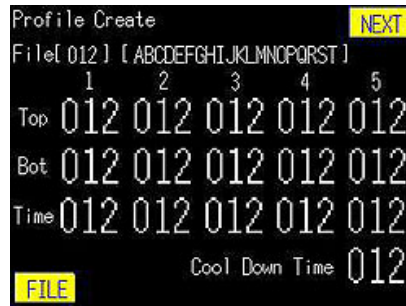 Profile Create NEXT
File[ 012 ] [ ABCDEFGHIJKLMNOPQRST ]
1 2 3 4 5
Top 012 012 012 012 012
Bot 012 012 012 012 012
Time 012 012 012 012 012
Cool Down Time 012
FILE